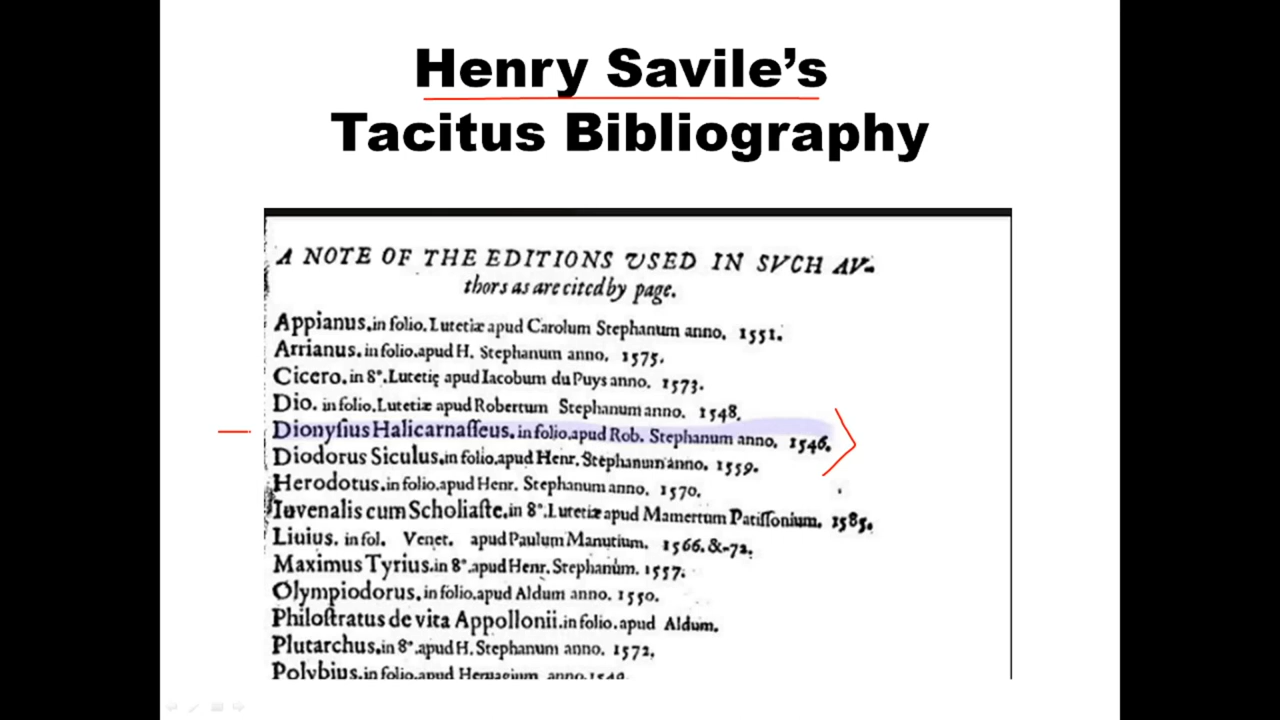 Henry Savile’s
Tacitus Bibliography
A NOTE OF THE EDITIONS USED IN SVCH AV-
thors as are cited by page.
Appianus.in folio. Lutetiæ apud Carolum Stephanum anno. 1551.
Arrianus. in folio.apud H. Stephanum anno. 1575.
Cicero. in 8°. Lutetię apud Iacobum du Puys anno. 1573.
Dio. in folio. Lutetiæ apud Robertum Stephanum anno. 1548.
Dionyſius Halicarnaſſeus. in folio.apud Rob. Stephanum anno. 1546.
Diodorus Siculus.in folio.apud Henr. Stephanum anno. 1559.
Herodotus.in folio.apud Henr. Stephanum anno. 1570.
Iuvenalis cum Scholiaſte.in 8°. Lutetiæ apud Mamertum Patiſſonium. 1585.
Liuius. in fol. Venet. apud Paulum Manutium. 1566. &-72.
Maximus Tyrius.in 8°.apud Henr. Stephanūm. 1557.
Olympiodorus. in folio.apud Aldum anno. 1550.
Philoſtratus de vita Appollonii.in folio.apud Aldum.
Plutarchus.in 8°.apud H. Stephanum anno. 1572.
Polybius.in folio.apud Heruagium anno.1549.